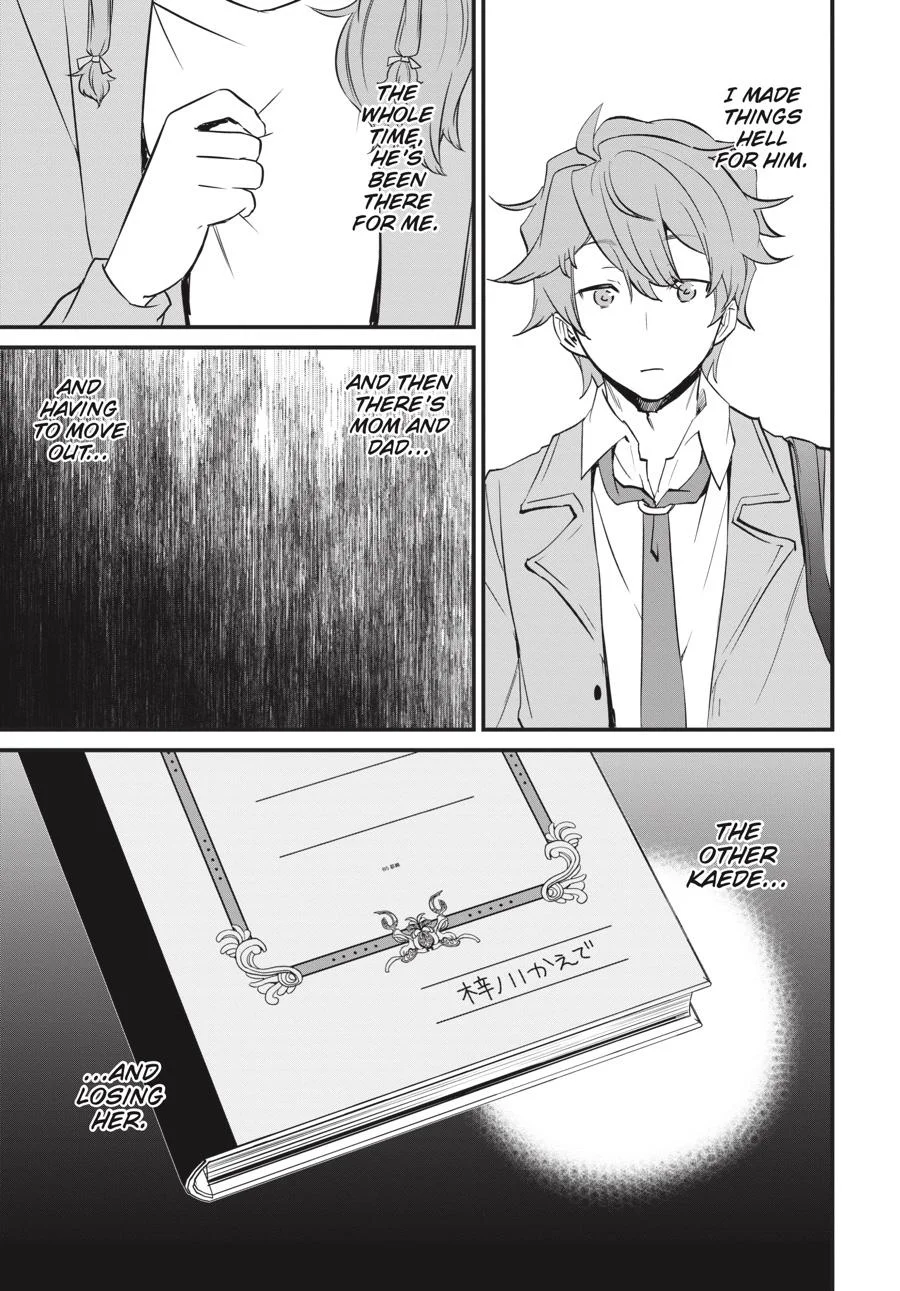 I MADE
THINGS
HELL
FOR HIM.
THE
WHOLE
TIME,
HE'S
BEEN
THERE
FOR ME.
AND THEN
THERE'S
MOM AND
DAD...
AND
HAVING
TO MOVE
OUT...
THE
OTHER
KAEDE...
梓川かえで
...AND
LOSING
HER.